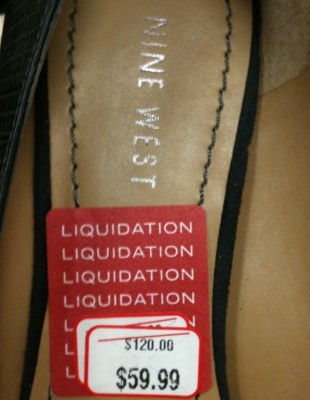 NINE WEST
LIQUIDATION
LIQUIDATION
LIQUIDATION
LIQUIDATION
L N
L
L
$120.00
$59.99